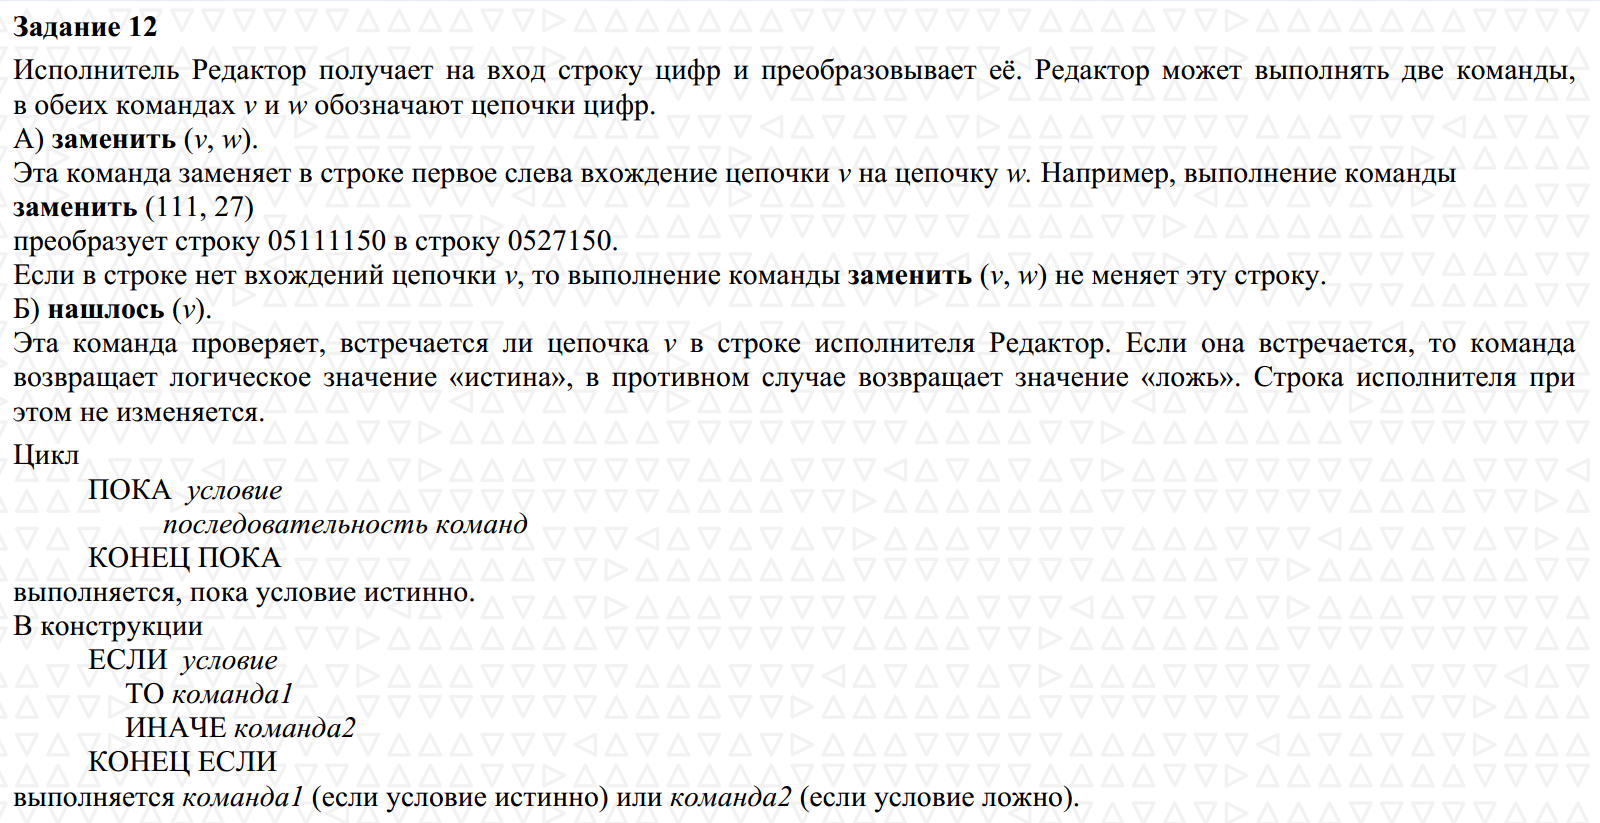 Задание 12
Исполнитель Редактор получает на вход строку цифр и преобразовывает её. Редактор может выполнять две команды,
в обеих командах v и w обозначают цепочки цифр.
А) заменить (v, w).
Эта команда заменяет в строке первое слева вхождение цепочки v на цепочку w. Например, выполнение команды
заменить (111, 27)
преобразует строку 05111150 в строку 0527150.
Если в строке нет вхождений цепочки v, то выполнение команды заменить (v, w) не меняет эту строку.
Б) нашлось (v).
Эта команда проверяет, встречается ли цепочка v в строке исполнителя Редактор. Если она встречается, то команда
возвращает логическое значение «истина», в противном случае возвращает значение «ложь». Строка исполнителя при
этом не изменяется.
Цикл
ПОКА условие
последовательность команд
КОНЕЦ ПОКА
выполняется, пока условие истинно.
В конструкции
ЕСЛИ условие
ТО команда1
ИНАЧЕ команда2
КОНЕЦ ЕСЛИ
выполняется команда1 (если условие истинно) или команда2 (если условие ложно).